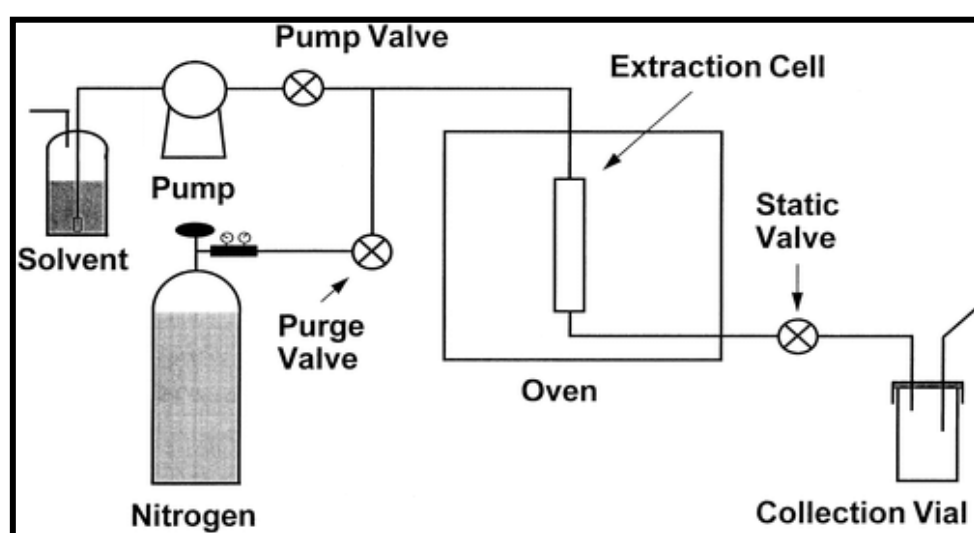 Pump Valve
Extraction Cell
Pump
Solvent
Static
Valve
Purge
Valve
Oven
Nitrogen
Collection Vial